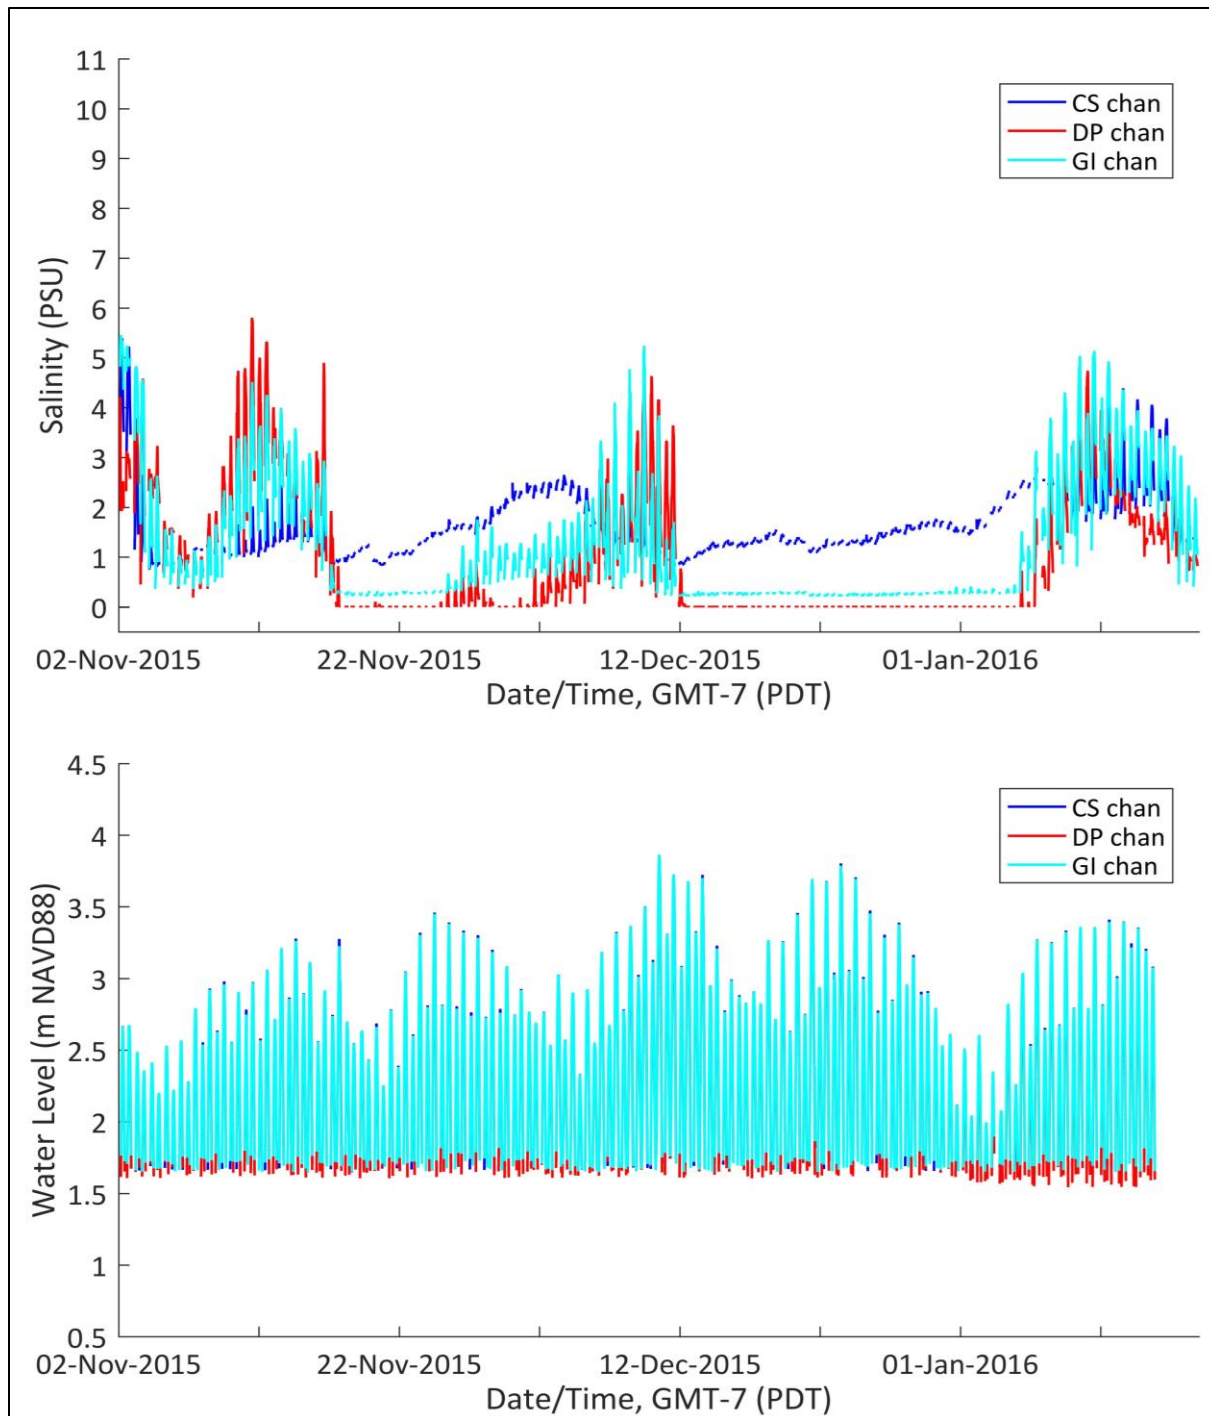 11
10
9
8
7
6
5
4
3
2
1
0
Salinity (PSU)
CS chan
DP chan
GI chan
02-Nov-2015
22-Nov-2015
12-Dec-2015
01-Jan-2016
Date/Time, GMT-7 (PDT)
4.5
4
3.5
3
2.5
2
1.5
1
0.5
Water Level (m NAVD88)
CS chan
DP chan
GI chan
02-Nov-2015
22-Nov-2015
12-Dec-2015
01-Jan-2016
Date/Time, GMT-7 (PDT)